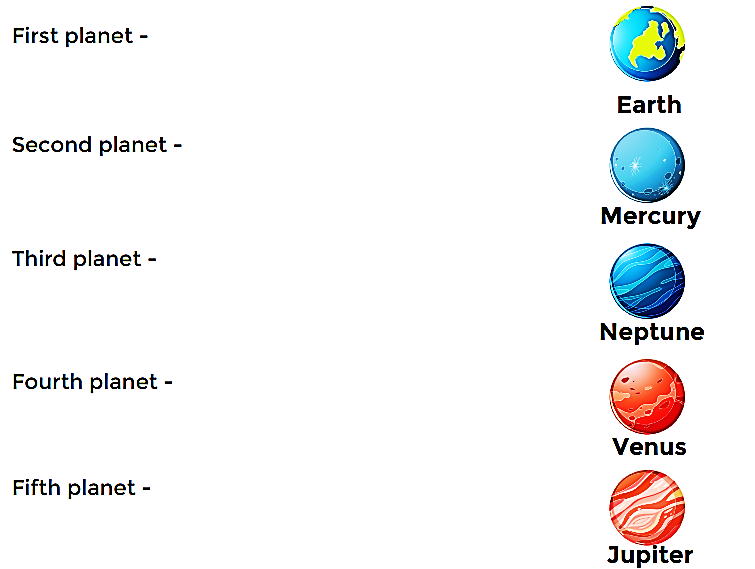 First planet -
Earth
Second planet -
Mercury
Third planet -
Neptune
Fourth planet -
Venus
Fifth planet -
Jupiter